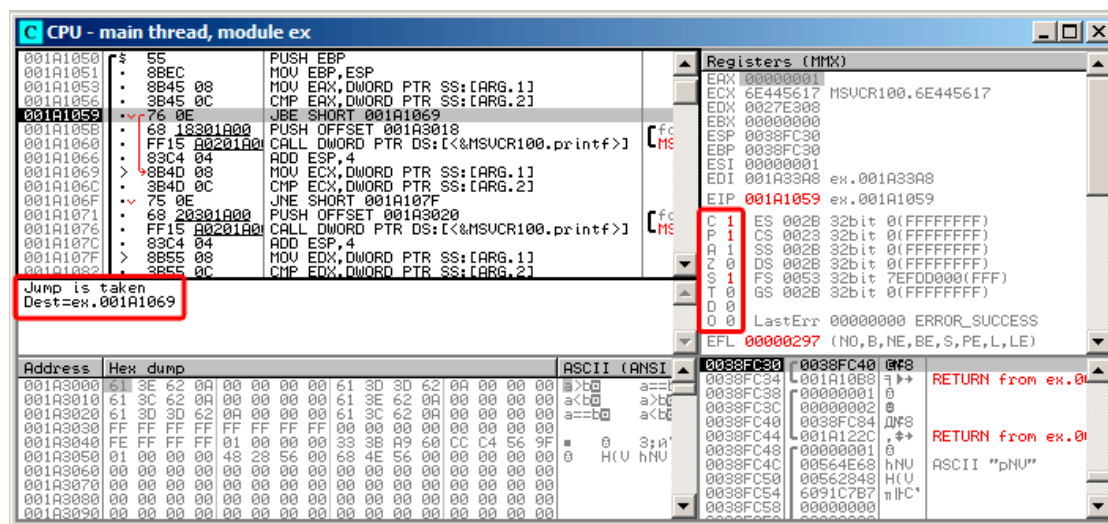 CPU - main thread, module ex
001A1050 $ 55 PUSH EBP
001A1051 . 8BEC MOV EBP,ESP
001A1053 . 8B45 08 MOV EAX,DWORD PTR SS:[ARG.1]
001A1056 . 3B45 0C CMP EAX,DWORD PTR SS:[ARG.2]
001A1059 . 76 0E JBE SHORT 001A1069
001A105B . 68 18301A00 PUSH OFFSET 001A3018
001A1060 . FF15 A0201A0 CALL DWORD PTR DS:[<&MSVCR100.printf>]
001A1066 . 83C4 04 ADD ESP,4
001A1069 > 8B4D 08 MOV ECX,DWORD PTR SS:[ARG.1]
001A106C . 3B4D 0C CMP ECX,DWORD PTR SS:[ARG.2]
001A106F . 75 0E JNE SHORT 001A107F
001A1071 . 68 20301A00 PUSH OFFSET 001A3020
001A1076 . FF15 A0201A0 CALL DWORD PTR DS:[<&MSVCR100.printf>]
001A107C . 83C4 04 ADD ESP,4
001A107F > 8B55 08 MOV EDX,DWORD PTR SS:[ARG.1]
001A1082 . 3B55 0C CMP EDX,DWORD PTR SS:[ARG.2]
Jump is taken
Dest=ex.001A1069
Registers (MMX)
EAX 00000001
ECX 6E445617 MSVCR100.6E445617
EDX 0027E308
EBX 00000000
ESP 0038FC30
EBP 0038FC30
ESI 00000001
EDI 001A33A8 ex.001A33A8
EIP 001A1059 ex.001A1059
C 1 ES 002B 32bit 0(FFFFFFFF)
P 1 CS 0023 32bit 0(FFFFFFFF)
A 1 SS 002B 32bit 0(FFFFFFFF)
Z 0 DS 002B 32bit 0(FFFFFFFF)
S 1 FS 0053 32bit 7EFDD000(FFF)
T 0 GS 002B 32bit 0(FFFFFFFF)
D 0
O 0 LastErr 00000000 ERROR_SUCCESS
EFL 00000297 (NO,B,NE,BE,S,PE,L,LE)
Address Hex dump ASCII (ANSI
001A3000 61 3E 62 0A 00 00 00 00 61 3D 3D 62 0A 00 00 00 a>b a==b
001A3010 61 3C 62 0A 00 00 00 00 61 3E 62 0A 00 00 00 00 a<b a>b
001A3020 61 3D 3D 62 0A 00 00 00 61 3C 62 0A 00 00 00 00 a==b a<b
001A3030 FF FF FF FF FF FF FF FF 00 00 00 00 00 00 00 00
001A3040 FE FF FF FF 01 00 00 00 33 3B A9 60 CC C4 56 9F
001A3050 01 00 00 00 48 28 56 00 68 4E 56 00 00 00 00 00 H(V hNV
001A3060 00 00 00 00 00 00 00 00 00 00 00 00 00 00 00 00
001A3070 00 00 00 00 00 00 00 00 00 00 00 00 00 00 00 00
001A3080 00 00 00 00 00 00 00 00 00 00 00 00 00 00 00 00
001A3090 00 00 00 00 00 00 00 00 00 00 00 00 00 00 00 00
0038FC30 0038FC40
0038FC34 001A10B8 RETURN from ex.0
0038FC38 00000001
0038FC3C 00000002
0038FC40 0038FC84
0038FC44 001A122C RETURN from ex.0
0038FC48 00000001
0038FC4C 00564E68 hNV ASCII "pNV"
0038FC50 00562848 H(V
0038FC54 6091C7B7
0038FC58 00000000